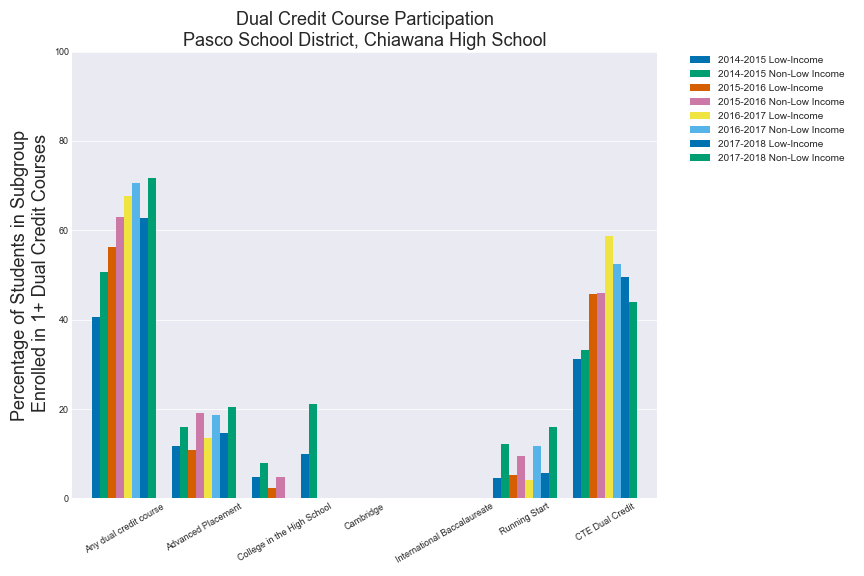 Dual Credit Course Participation
Pasco School District, Chiawana High School
Percentage of Students in Subgroup
Enrolled in 1+ Dual Credit Courses
100
80
60
40
20
0
Any dual credit course
Advanced Placement
College in the High School
Cambridge
International Baccalaureate
Running Start
CTE Dual Credit
2014-2015 Low-Income
2014-2015 Non-Low Income
2015-2016 Low-Income
2015-2016 Non-Low Income
2016-2017 Low-Income
2016-2017 Non-Low Income
2017-2018 Low-Income
2017-2018 Non-Low Income